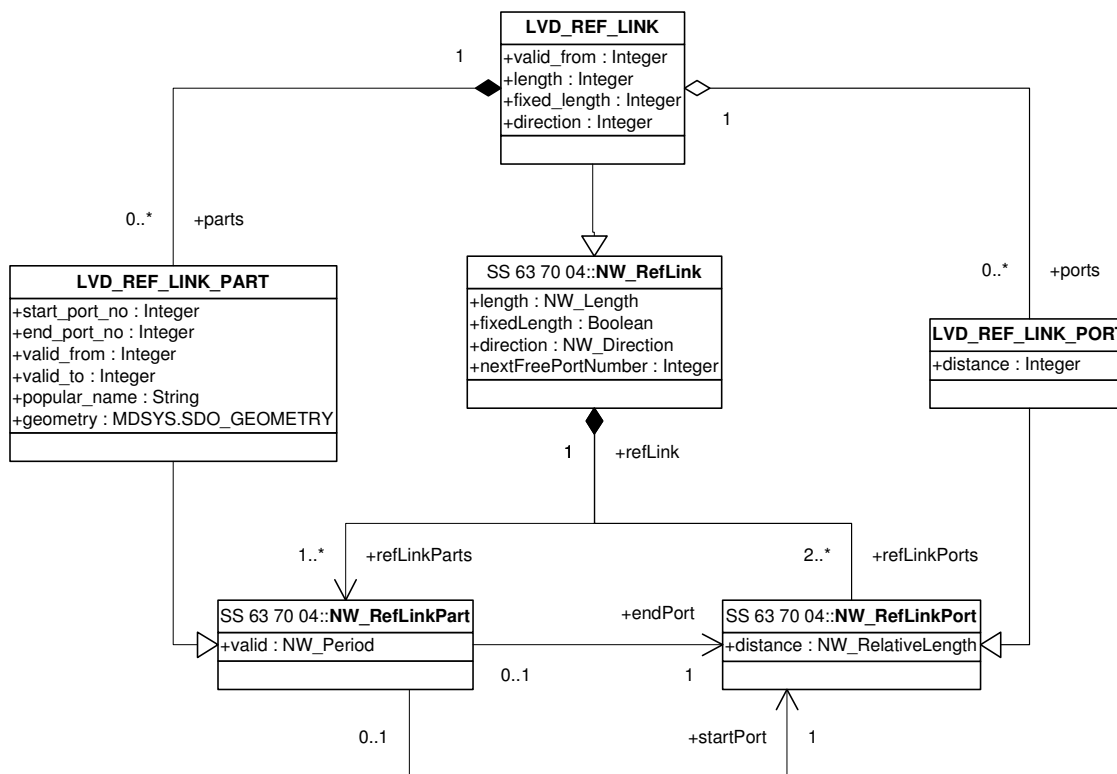 LVD_REF_LINK
+valid_from : Integer
+length : Integer
+fixed_length : Integer
+direction : Integer
1
1
0..*
+parts
0..*
+ports
LVD_REF_LINK_PART
+start_port_no : Integer
+end_port_no : Integer
+valid_from : Integer
+valid_to : Integer
+popular_name : String
+geometry : MDSYS.SDO_GEOMETRY
SS 63 70 04::NW_RefLink
+length : NW_Length
+fixedLength : Boolean
+direction : NW_Direction
+nextFreePortNumber : Integer
LVD_REF_LINK_PORT
+distance : Integer
1
+refLink
1..*
+refLinkParts
2..*
+refLinkPorts
SS 63 70 04::NW_RefLinkPart
+valid : NW_Period
+endPort
0..1
1
SS 63 70 04::NW_RefLinkPort
+distance : NW_RelativeLength
0..1
+startPort
1